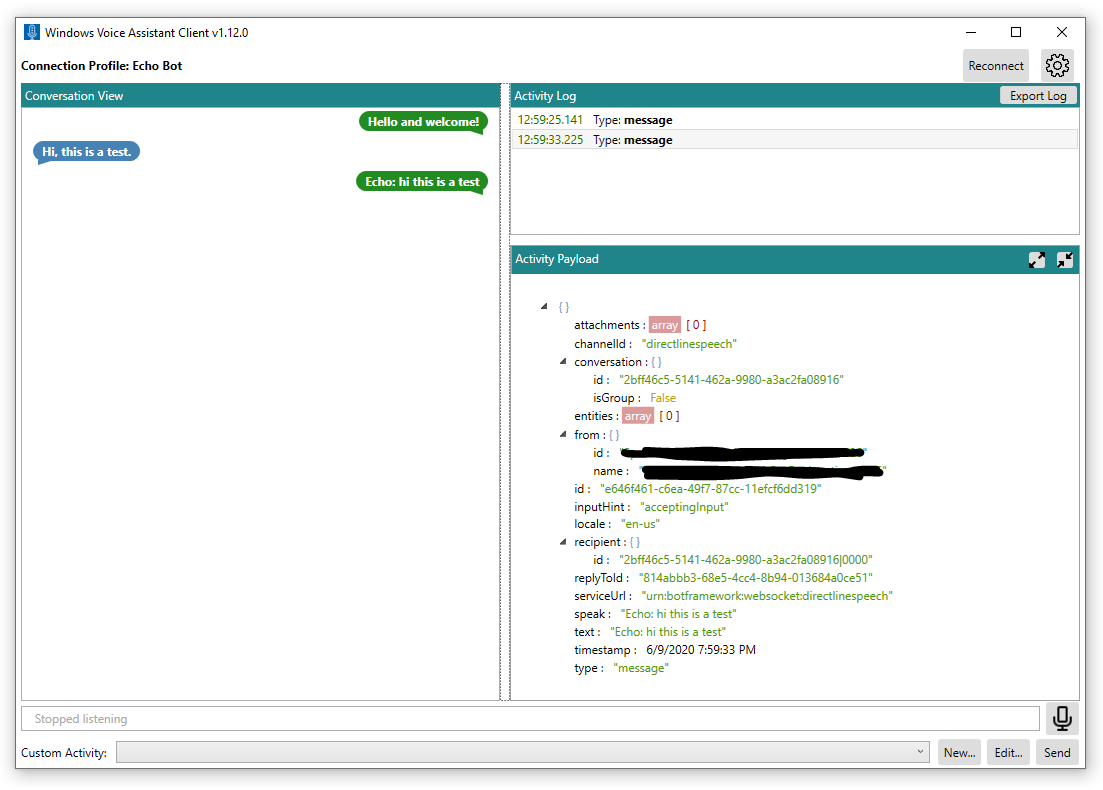 Windows Voice Assistant Client v1.12.0
Connection Profile: Echo Bot
Reconnect
Conversation View
Hello and welcome!
Hi, this is a test.
Echo: hi this is a test
Activity Log
Export Log
12:59:25.141 Type: message
12:59:33.225 Type: message
Activity Payload
{ }
attachments : array [ 0 ]
channelId : "directlinespeech"
conversation : { }
id : "2bff46c5-5141-462a-9980-a3ac2fa08916"
isGroup : False
entities : array [ 0 ]
from : { }
id :
name :
id : "e646f461-c6ea-49f7-87cc-11efcf6dd319"
inputHint : "acceptingInput"
locale : "en-us"
recipient : { }
id : "2bff46c5-5141-462a-9980-a3ac2fa08916|0000"
replyToId : "814abbb3-68e5-4cc4-8b94-013684a0ce51"
serviceUrl : "urn:botframework:websocket:directlinespeech"
speak : "Echo: hi this is a test"
text : "Echo: hi this is a test"
timestamp : 6/9/2020 7:59:33 PM
type : "message"
Stopped listening
Custom Activity:
New...
Edit...
Send